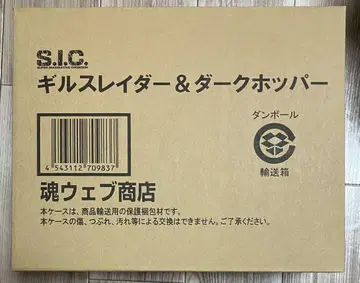 S.I.C.
SUPER IMAGINATIVE CHOGOKIN
ギルスレイダー＆ダークホッパー
ダンボール
4 543112 709837
輸送箱
魂ウェブ商店
本ケースは、商品輸送用の保護梱包材です。
本ケースの傷、つぶれ、汚れ等による交換はできません。ご了承ください。